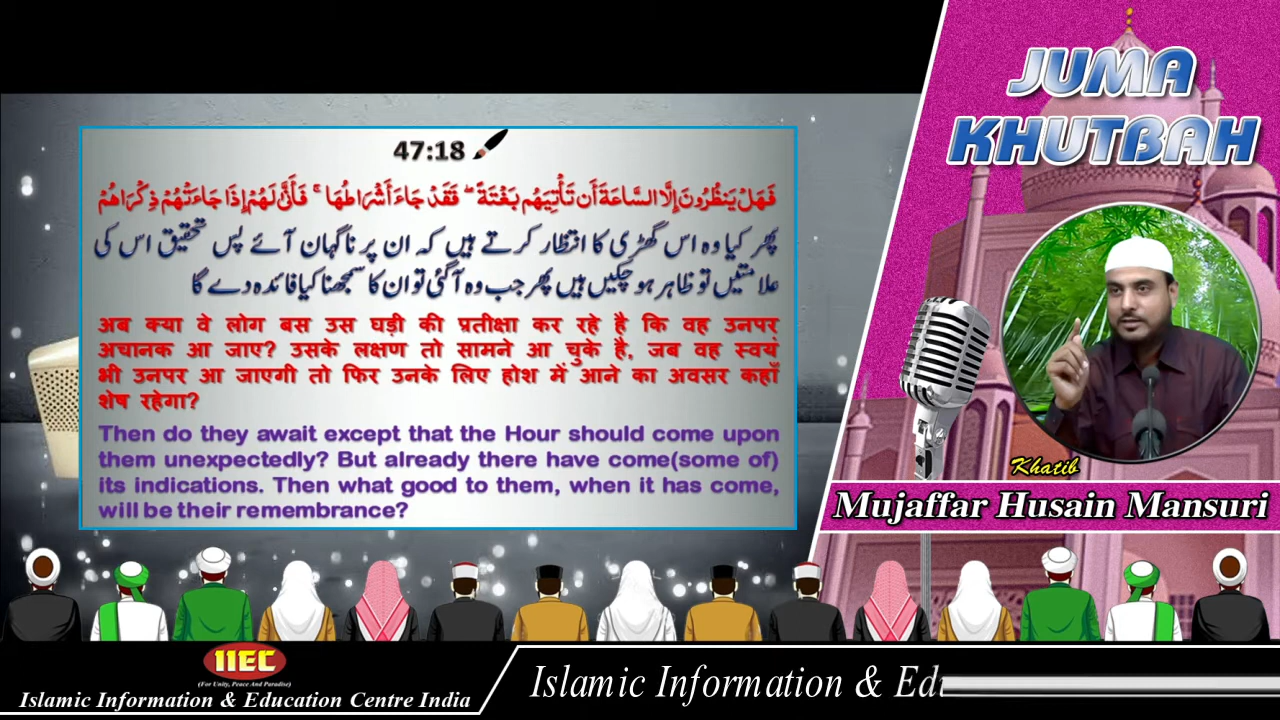 47:18
فَهَلْ يَنظُرُونَ إِلَّا السَّاعَةَ أَن تَأْتِيَهُم بَغْتَةً ۖ فَقَدْ جَاءَ أَشْرَاطُهَا ۚ فَأَنَّىٰ لَهُمْ إِذَا جَاءَتْهُمْ ذِكْرَاهُمْ
پھر کیا وہ اس گھڑی کا انتظار کرتے ہیں کہ ان پر ناگہان آئے پس تحقیق اس کی
علامتیں تو ظاہر ہو چکیں ہیں پھر جب وہ آ گئی تو ان کا سمجھنا کیا فائدہ دے گا
अब क्या वे लोग बस उस घड़ी की प्रतीक्षा कर रहे है कि वह उनपर
अचानक आ जाए? उसके लक्षण तो सामने आ चुके है, जब वह स्वयं
भी उनपर आ जाएगी तो फिर उनके लिए होश में आने का अवसर कहाँ
शेष रहेगा?
Then do they await except that the Hour should come upon
them unexpectedly? But already there have come(some of)
its indications. Then what good to them, when it has come,
will be their remembrance?
JUMA
KHUTBAH
Khatib
Mujaffar Husain Mansuri
IIEC
(For Unity, Peace And Paradise)
Islamic Information & Education Centre India
Islamic Information & Edu